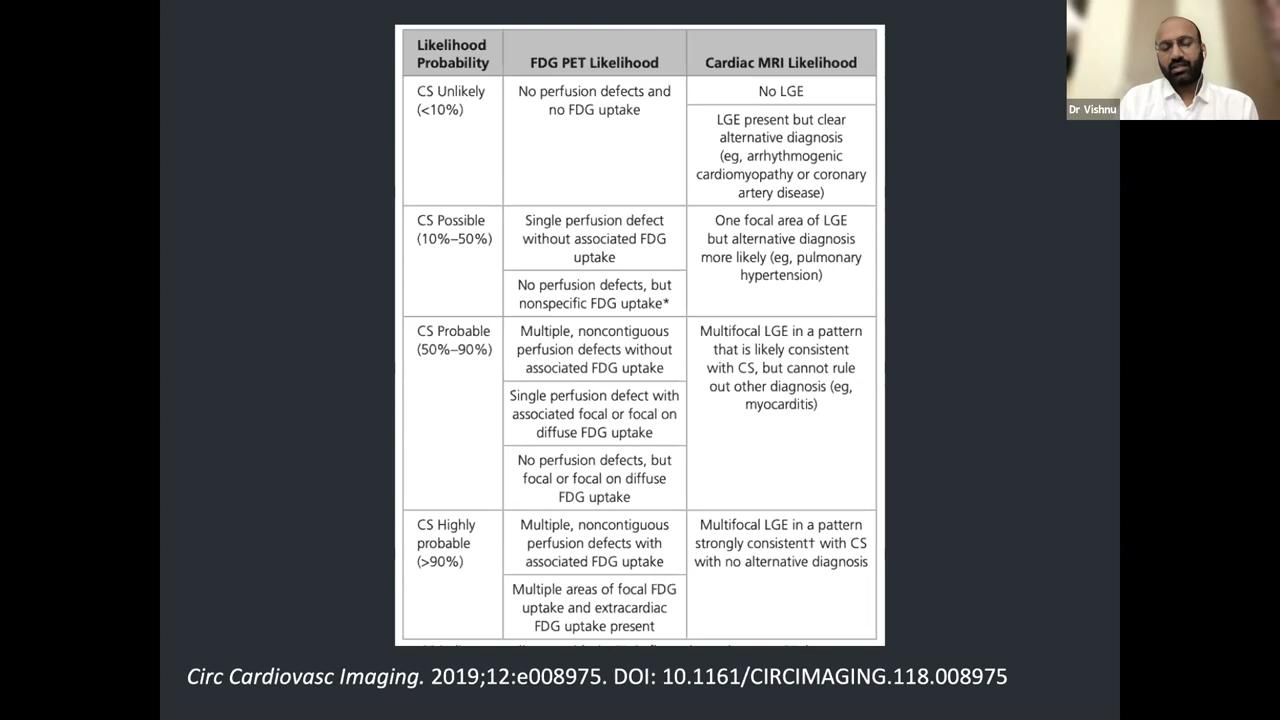 Likelihood
Probability
FDG PET Likelihood
Cardiac MRI Likelihood
CS Unlikely
(<10%)
No perfusion defects and
no FDG uptake
No LGE
LGE present but clear
alternative diagnosis
(eg, arrhythmogenic
cardiomyopathy or coronary
artery disease)
CS Possible
(10%–50%)
Single perfusion defect
without associated FDG
uptake
No perfusion defects, but
nonspecific FDG uptake*
One focal area of LGE
but alternative diagnosis
more likely (eg, pulmonary
hypertension)
CS Probable
(50%–90%)
Multiple, noncontiguous
perfusion defects without
associated FDG uptake
Single perfusion defect with
associated focal or focal on
diffuse FDG uptake
No perfusion defects, but
focal or focal on diffuse
FDG uptake
Multifocal LGE in a pattern
that is likely consistent
with CS, but cannot rule
out other diagnosis (eg,
myocarditis)
CS Highly
probable
(>90%)
Multiple, noncontiguous
perfusion defects with
associated FDG uptake
Multiple areas of focal FDG
uptake and extracardiac
FDG uptake present
Multifocal LGE in a pattern
strongly consistent† with CS
with no alternative diagnosis
Circ Cardiovasc Imaging. 2019;12:e008975. DOI: 10.1161/CIRCIMAGING.118.008975
Dr Vishnu